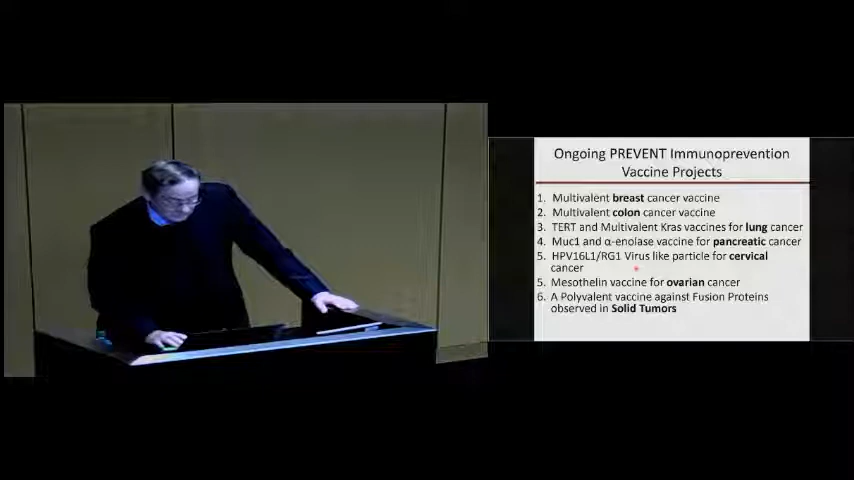 Ongoing PREVENT Immunoprevention
Vaccine Projects
1. Multivalent breast cancer vaccine
2. Multivalent colon cancer vaccine
3. TERT and Multivalent Kras vaccines for lung cancer
4. Muc1 and α-enolase vaccine for pancreatic cancer
5. HPV16L1/RG1 Virus like particle for cervical
cancer
5. Mesothelin vaccine for ovarian cancer
6. A Polyvalent vaccine against Fusion Proteins
observed in Solid Tumors